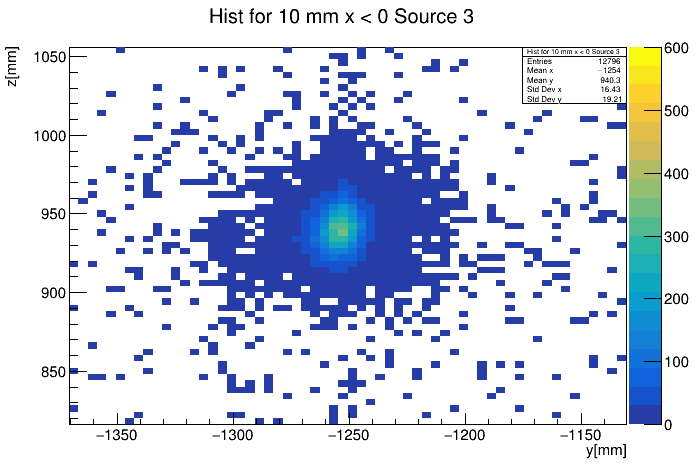 Hist for 10 mm x < 0 Source 3
z[mm]
Hist for 10 mm x < 0 Source 3
Entries 12796
Mean x −1254
Mean y 940.3
Std Dev x 16.43
Std Dev y 19.21
1050
1000
950
900
850
600
500
400
300
200
100
0
−1350 −1300 −1250 −1200 −1150
y[mm]